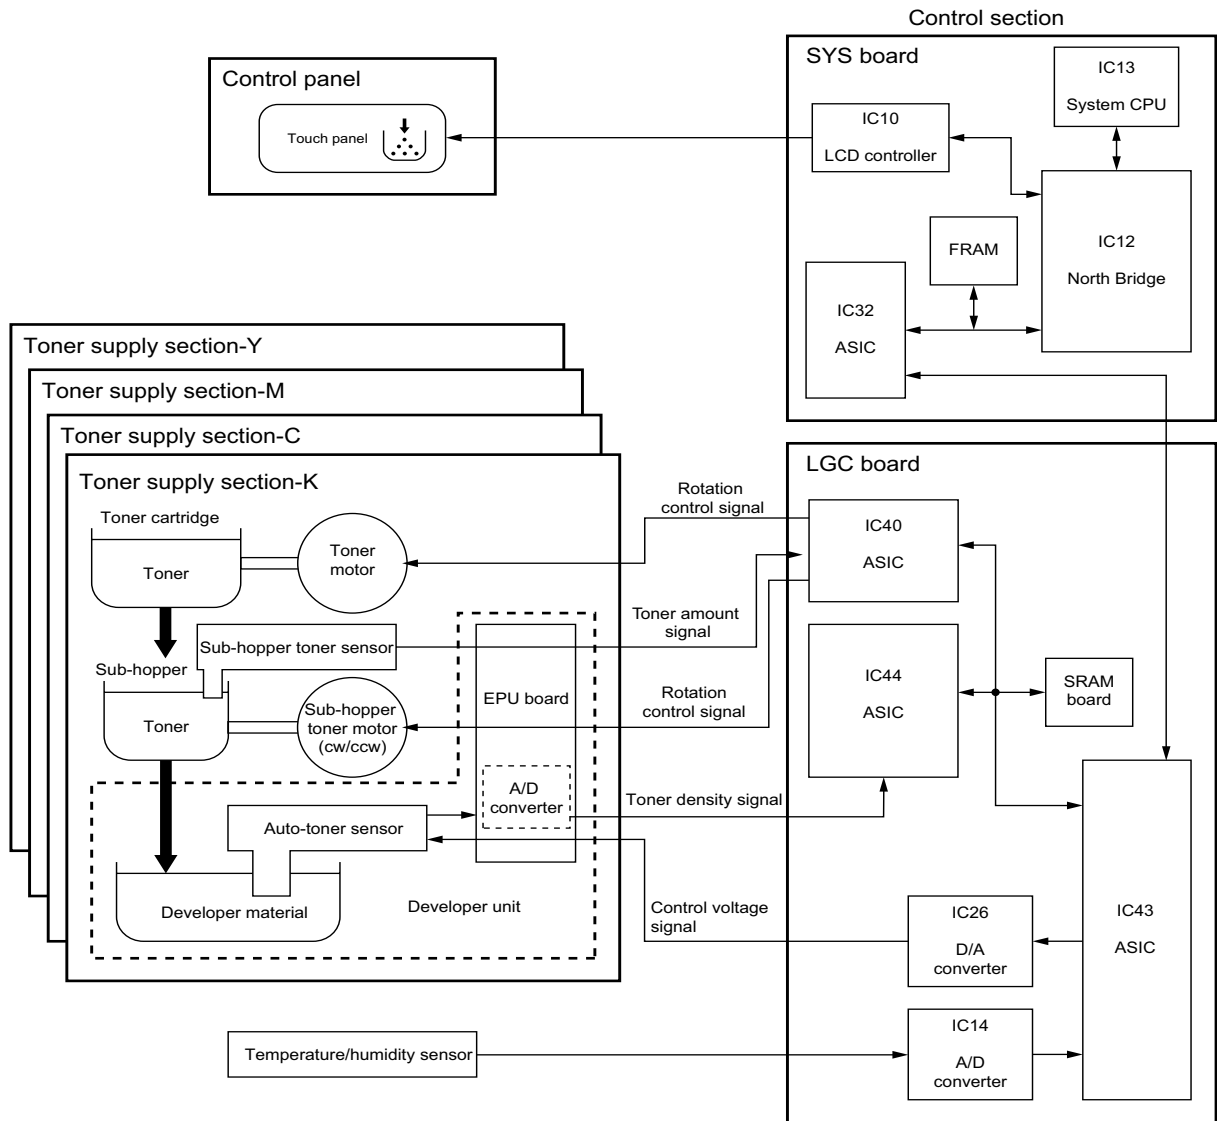 Control section
SYS board
IC13
System CPU
Control panel
Touch panel
IC10
LCD controller
IC12
North Bridge
FRAM
IC32
ASIC
Toner supply section-Y
Toner supply section-M
Toner supply section-C
Toner supply section-K
LGC board
Toner cartridge
Toner
Toner
motor
Rotation
control signal
IC40
ASIC
Sub-hopper toner sensor
Toner amount
signal
Sub-hopper
Toner
Sub-hopper
toner motor
(cw/ccw)
EPU board
Rotation
control signal
IC44
ASIC
SRAM
board
A/D
converter
Toner density signal
Auto-toner sensor
Developer material
Developer unit
Control voltage
signal
IC26
D/A
converter
IC43
ASIC
Temperature/humidity sensor
IC14
A/D
converter